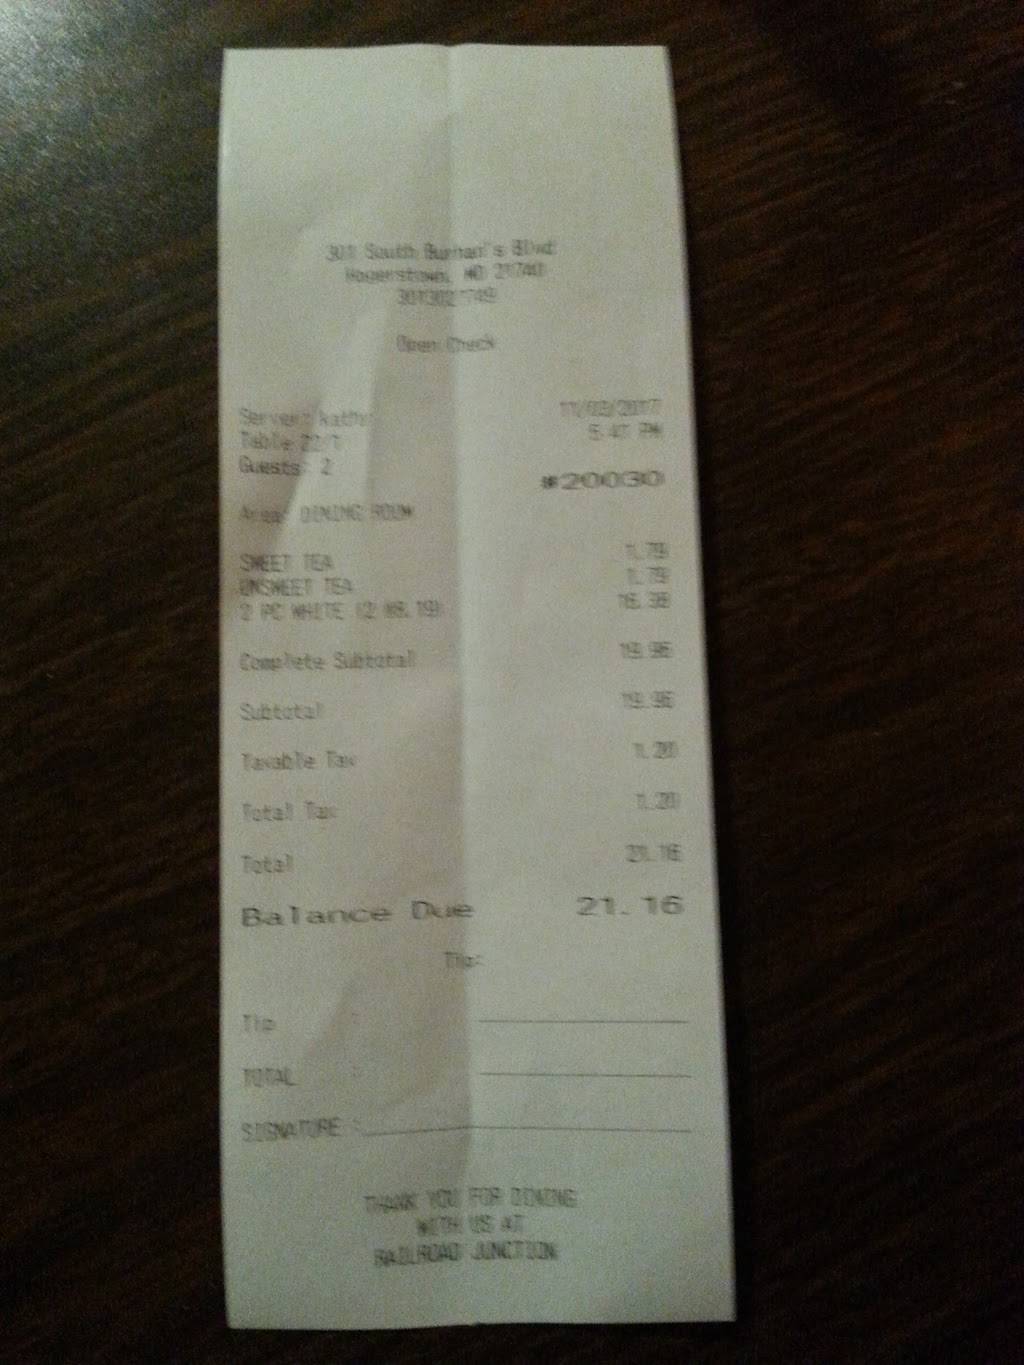 301 South Burhan's Blvd
Hagerstown, MD 21740
3013021749
Open Check
Server: kathy 11/03/2017
Table 22/1 5:47 PM
Guests: 2
#20030
Area: DINING ROOM
SWEET TEA 1.79
UNSWEET TEA 1.79
2 PC WHITE (2 @8.19) 16.38
Complete Subtotal 19.96
Subtotal 19.96
Taxable Tax 1.20
Total Tax 1.20
Total 21.16
Balance Due 21.16
Tip:
Tip :
TOTAL :
SIGNATURE :
THANK YOU FOR DINING
WITH US AT
RAILROAD JUNCTION